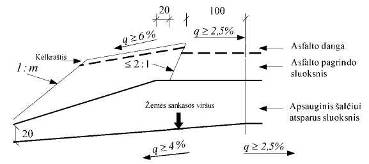 20
100
q ≥ 6%
q ≥ 2,5%
Kelkraštis
1 : m
≤ 2 : 1
Asfalto danga
Asfalto pagrindo
sluoksnis
Žemės sankasos viršus
Apsauginis šalčiui
atsparus sluoksnis
20
q ≥ 4%
q ≥ 2,5%